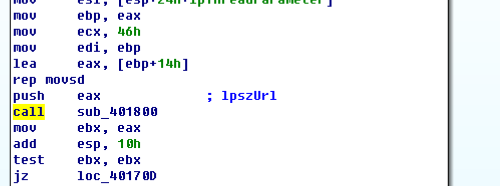 mov esi, [esp+24h+lpThreadParameter]
mov ebp, eax
mov ecx, 46h
mov edi, ebp
lea eax, [ebp+14h]
rep movsd
push eax ; lpszUrl
call sub_401800
mov ebx, eax
add esp, 10h
test ebx, ebx
jz loc_40170D